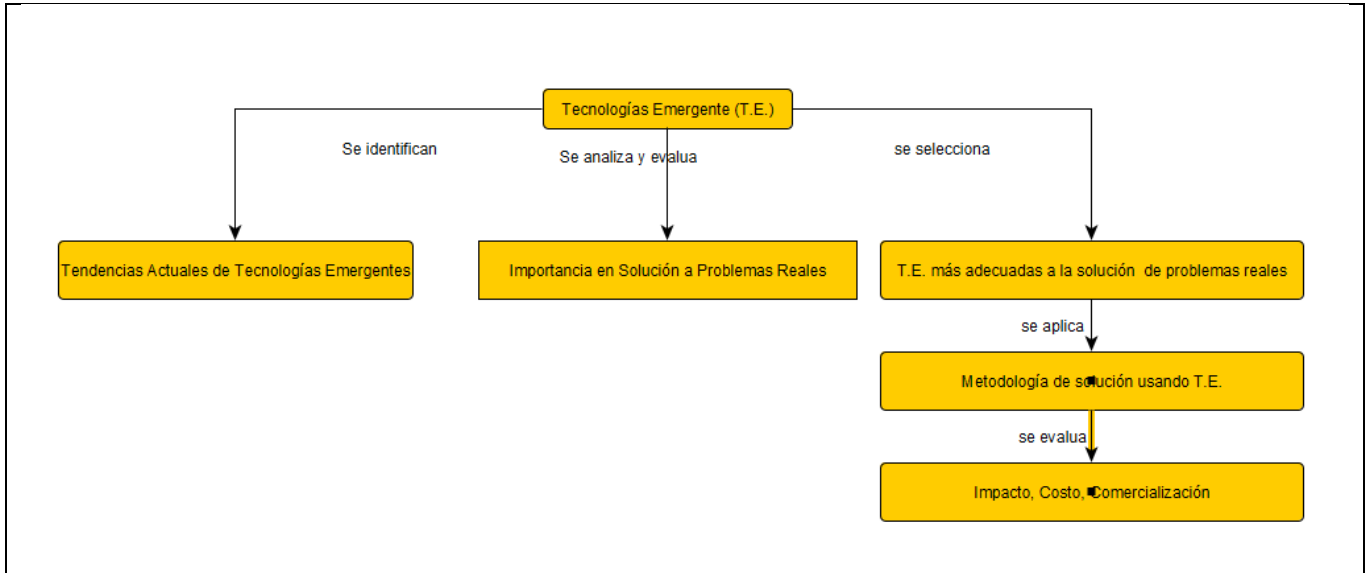 Tecnologías Emergente (T.E.)
Se identifican
Se analiza y evalua
se selecciona
Tendencias Actuales de Tecnologías Emergentes
Importancia en Solución a Problemas Reales
T.E. más adecuadas a la solución de problemas reales
se aplica
Metodología de solución usando T.E.
se evalua
Impacto, Costo, Comercialización